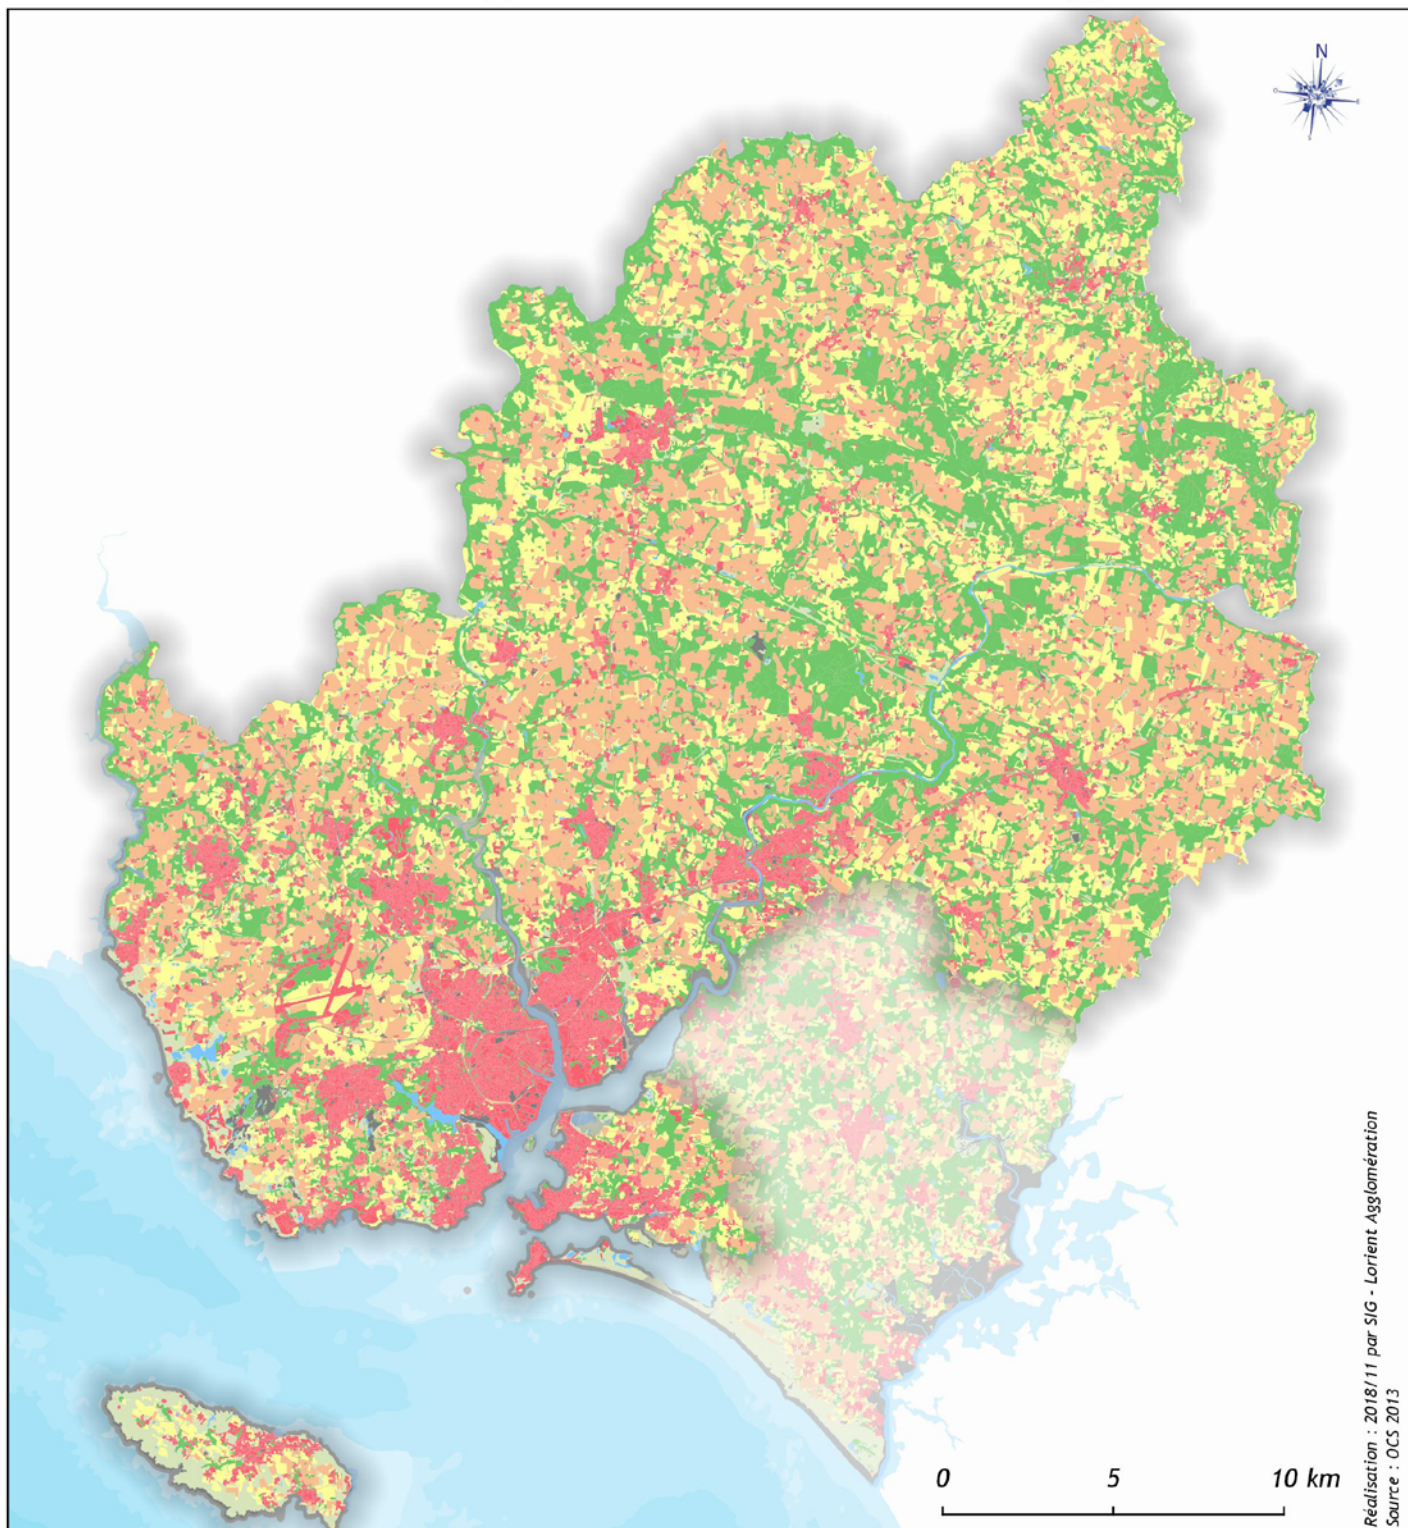 N
0 5 10 km
Réalisation : 2018/11 par SIG - Lorient Agglomération
Source : OCS 2013